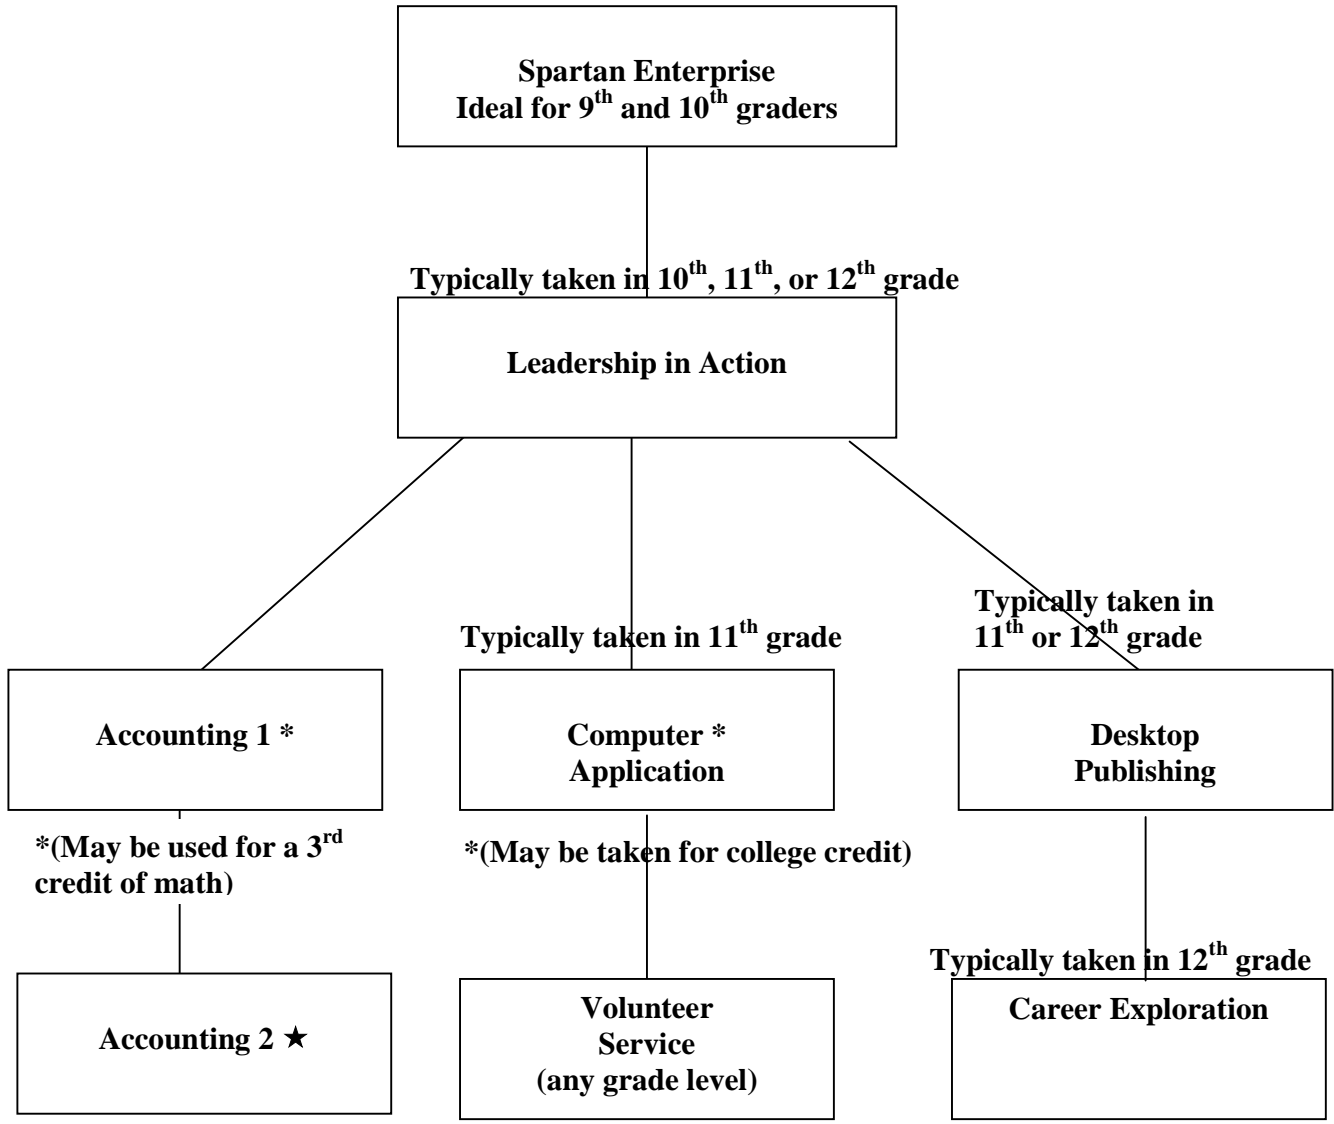 Spartan Enterprise
Ideal for 9th and 10th graders
Typically taken in 10th, 11th, or 12th grade
Leadership in Action
Typically taken in 11th grade
Typically taken in
11th or 12th grade
Accounting 1 *
Computer *
Application
Desktop
Publishing
*(May be used for a 3rd
credit of math)
*(May be taken for college credit)
Typically taken in 12th grade
Accounting 2 ★
Volunteer
Service
(any grade level)
Career Exploration